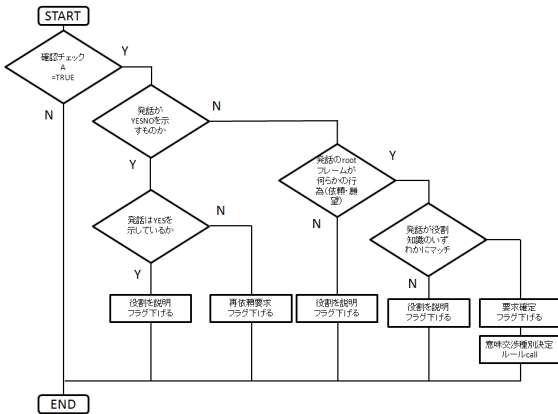 START
確認チェック
A
=TRUE
Y
N
発話が
YESNOを示
すものか
N
Y
発話のroot
フレームが
何らかの行
為(依頼・願
望)
Y
N
発話はYESを
示しているか
N
Y
発話が役割
知識のいず
れかにマッチ
N
役割を説明
フラグ下げる
再依頼要求
フラグ下げる
役割を説明
フラグ下げる
役割を説明
フラグ下げる
要求確定
フラグ下げる
意味交渉種別決定
ルールcall
END